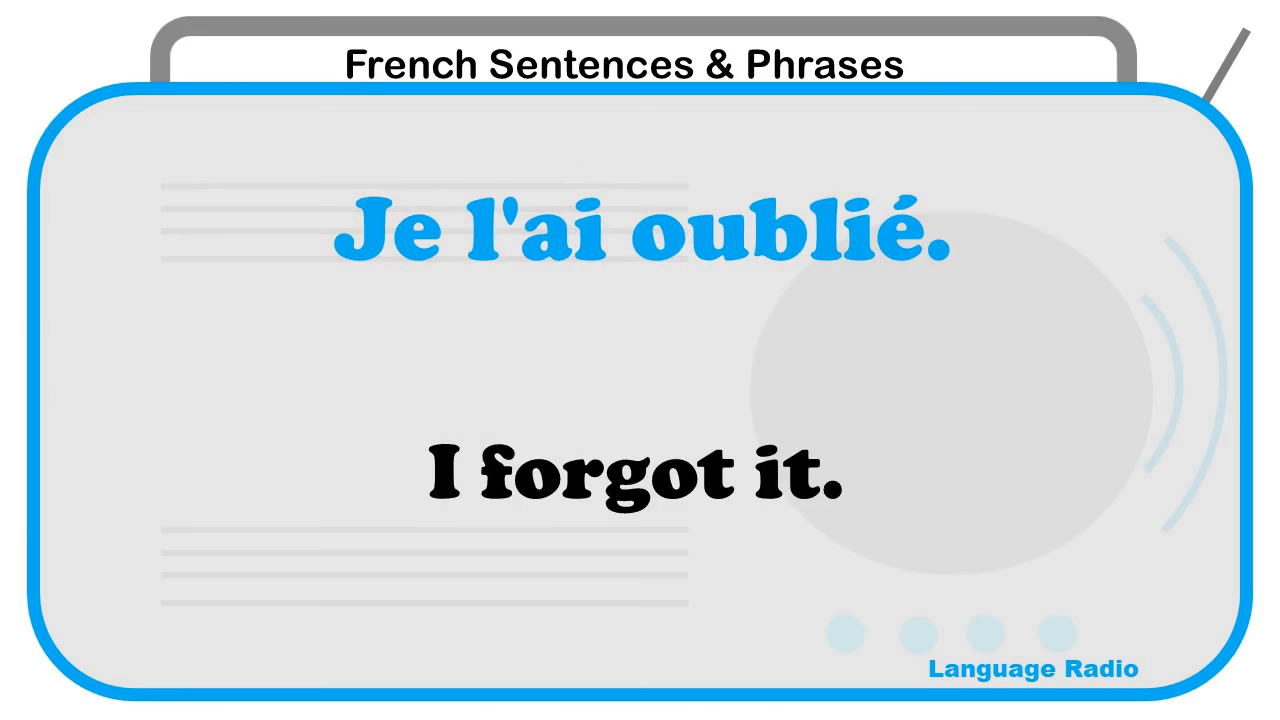 French Sentences & Phrases
Je l'ai oublié.
I forgot it.
Language Radio